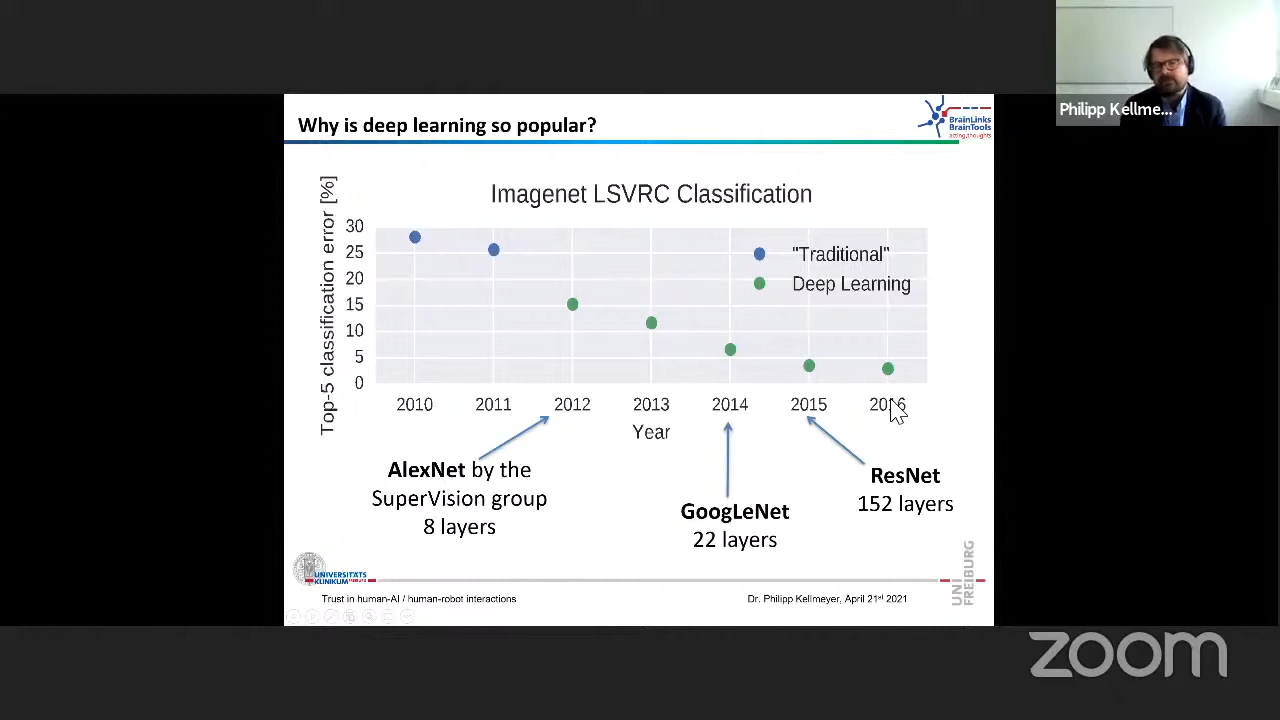 Philipp Kellme...
Why is deep learning so popular?
BrainLinks
BrainTools
acting.thoughts
Imagenet LSVRC Classification
Top-5 classification error [%]
30
25
20
15
10
5
0
"Traditional"
Deep Learning
2010 2011 2012 2013 2014 2015 2016
Year
AlexNet by the
SuperVision group
8 layers
GoogLeNet
22 layers
ResNet
152 layers
UNIVERSITÄTS
KLINIKUM
UNI
FREIBURG
Trust in human-AI / human-robot interactions
Dr. Philipp Kellmeyer, April 21st 2021
zoom